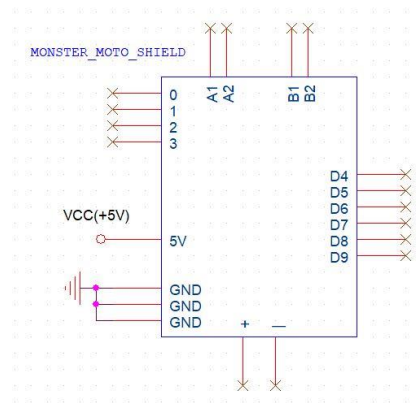 MONSTER_MOTO_SHIELD
A1
A2
B1
B2
0
1
2
3
D4
D5
D6
D7
D8
D9
VCC(+5V)
5V
GND
GND
GND
+
—